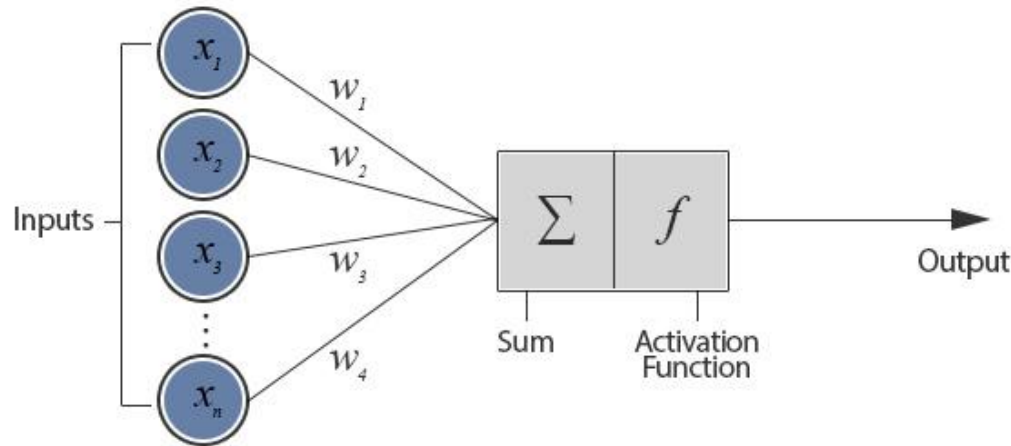 x₁
w₁
x₂
w₂
Inputs
x₃
w₃
xₙ
w₄
Σ
f
Output
Sum
Activation
Function